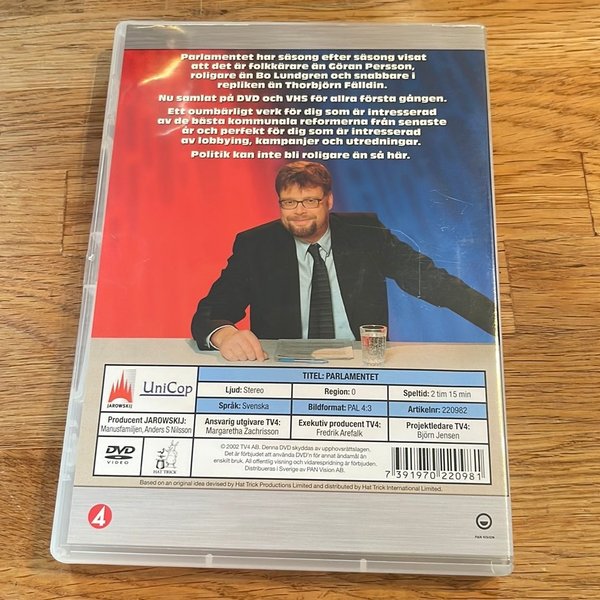 Parlamentet har säsong efter säsong visat
att det är folkkärare än Göran Persson,
roligare än Bo Lundgren och snabbare i
repliken än Thorbjörn Fälldin.
Nu samlat på DVD och VHS för allra första gången.
Ett oumbärligt verk för dig som är intresserad
av de bästa kommunala reformerna från senaste
år och perfekt för dig som är intresserad
av lobbying, kampanjer och utredningar.
Politik kan inte bli roligare än så här.
JAROWSKIJ
UniCop
TITEL: PARLAMENTET
Ljud: Stereo
Region: 0
Speltid: 2 tim 15 min
Språk: Svenska
Bildformat: PAL 4:3
Artikelnr: 220982
Producent JAROWSKIJ:
Manusfamiljen, Anders S Nilsson
Ansvarig utgivare TV4:
Margaretha Zachrisson
Exekutiv producent TV4:
Fredrik Arefalk
Projektledare TV4:
Björn Jensen
DVD
VIDEO
HAT TRICK
© 2002 TV4 AB. Denna DVD skyddas av upphovsrättslagen.
Det är förbjudet att använda DVD'n för annat ändamål än
enskilt bruk. All offentlig visning och vidarespridning är förbjuden.
Distribueras i Sverige av PAN Vision AB.
7 391970 220981
Based on an original idea devised by Hat Trick Productions Limited and distributed by Hat Trick International Limited.
4
PAN VISION